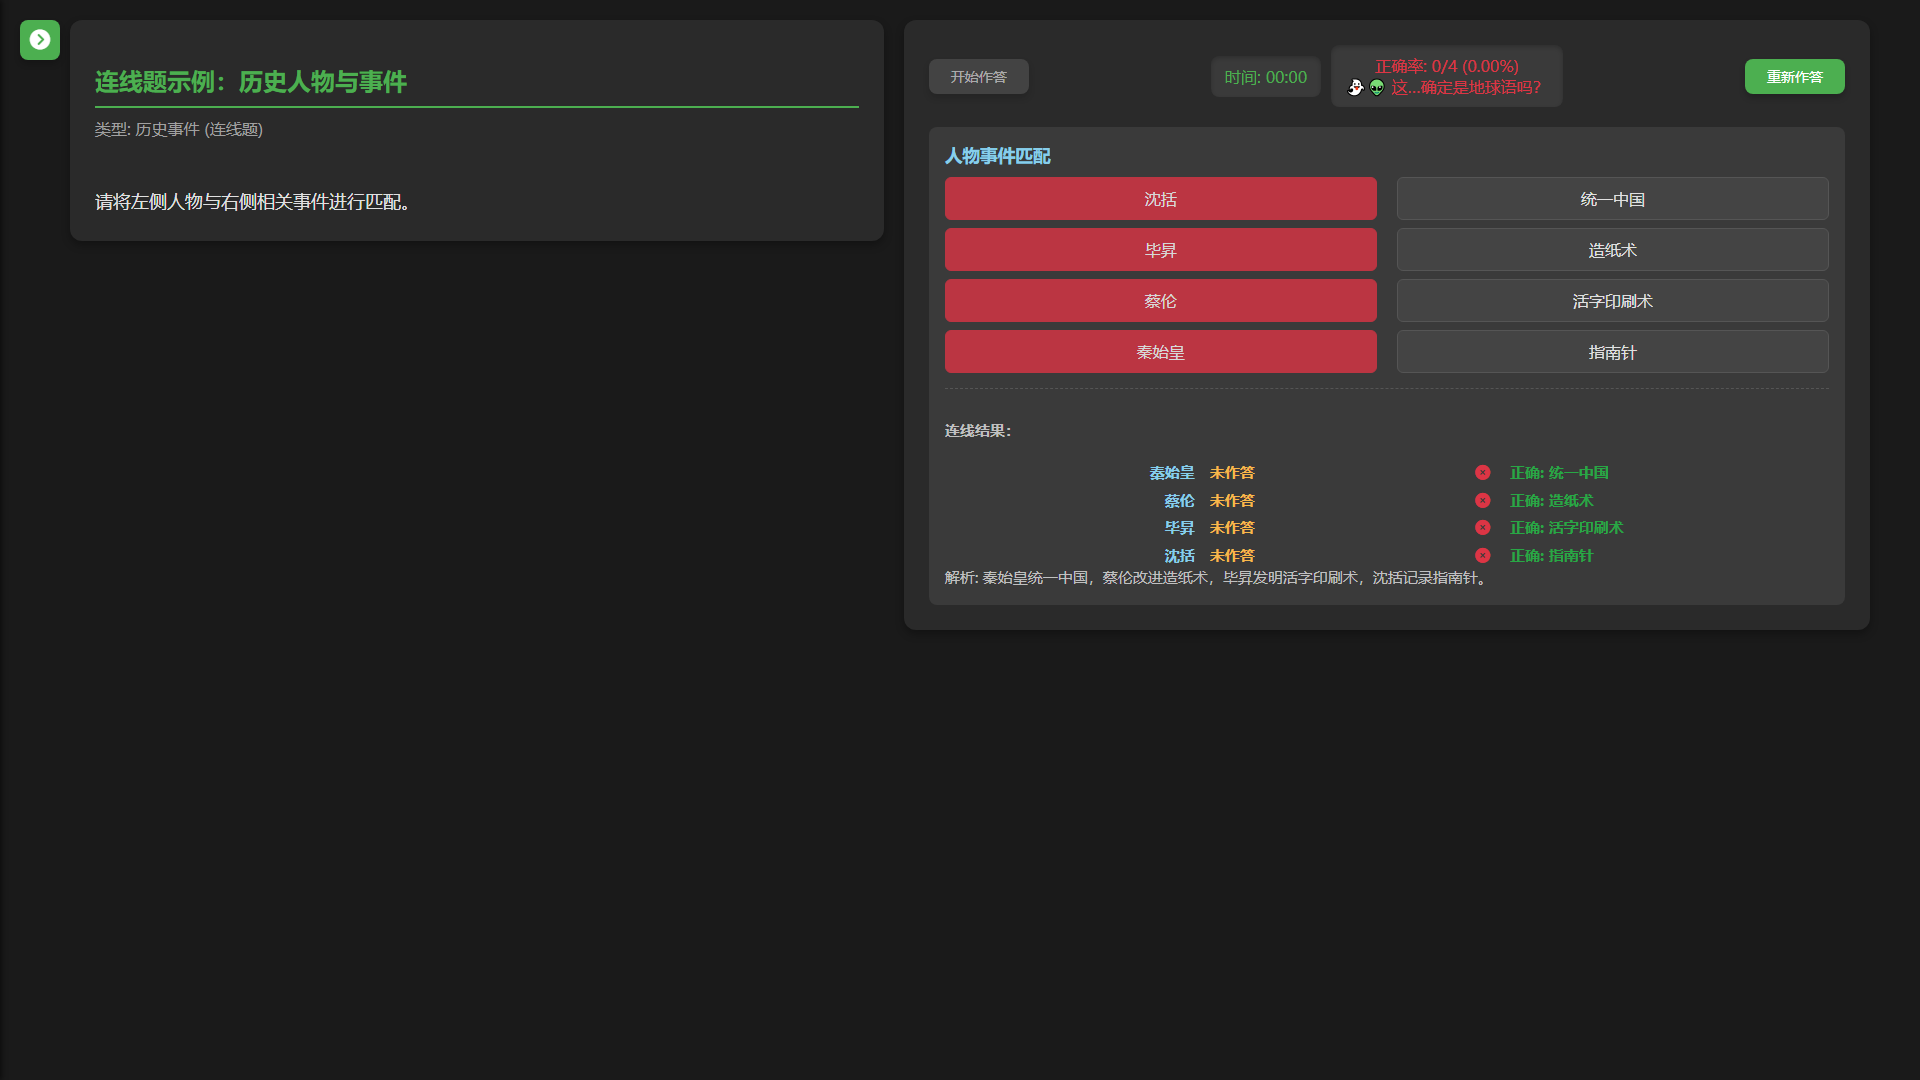 连线题示例：历史人物与事件
类型: 历史事件 (连线题)
请将左侧人物与右侧相关事件进行匹配。
开始作答
时间: 00:00
正确率: 0/4 (0.00%)
这...确定是地球语吗?
重新作答
人物事件匹配
沈括
统一中国
毕昇
造纸术
蔡伦
活字印刷术
秦始皇
指南针
连线结果：
秦始皇 未作答 正确: 统一中国
蔡伦 未作答 正确: 造纸术
毕昇 未作答 正确: 活字印刷术
沈括 未作答 正确: 指南针
解析: 秦始皇统一中国，蔡伦改进造纸术，毕昇发明活字印刷术，沈括记录指南针。